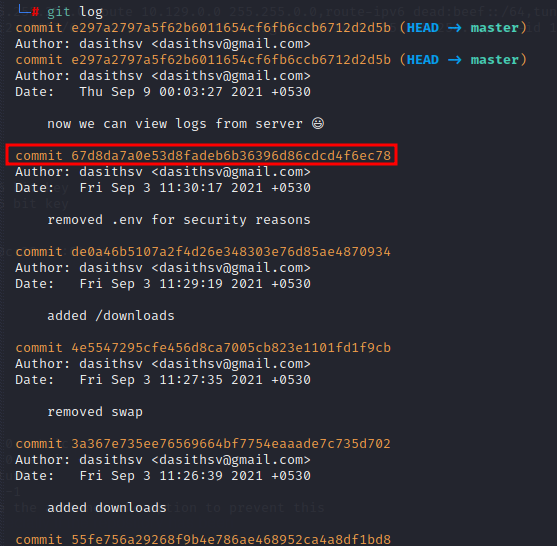 └─# git log
commit e297a2797a5f62b6011654cf6fb6ccb6712d2d5b (HEAD → master)
Author: dasithsv <dasithsv@gmail.com>
commit e297a2797a5f62b6011654cf6fb6ccb6712d2d5b (HEAD → master)
Author: dasithsv <dasithsv@gmail.com>
Date:   Thu Sep 9 00:03:27 2021 +0530
now we can view logs from server 😃
commit 67d8da7a0e53d8fadeb6b36396d86cdcd4f6ec78
Author: dasithsv <dasithsv@gmail.com>
Date:   Fri Sep 3 11:30:17 2021 +0530
removed .env for security reasons
commit de0a46b5107a2f4d26e348303e76d85ae4870934
Author: dasithsv <dasithsv@gmail.com>
Date:   Fri Sep 3 11:29:19 2021 +0530
added /downloads
commit 4e5547295cfe456d8ca7005cb823e1101fd1f9cb
Author: dasithsv <dasithsv@gmail.com>
Date:   Fri Sep 3 11:27:35 2021 +0530
removed swap
commit 3a367e735ee76569664bf7754eaaade7c735d702
Author: dasithsv <dasithsv@gmail.com>
Date:   Fri Sep 3 11:26:39 2021 +0530
added downloads
commit 55fe756a29268f9b4e786ae468952ca4a8df1bd8